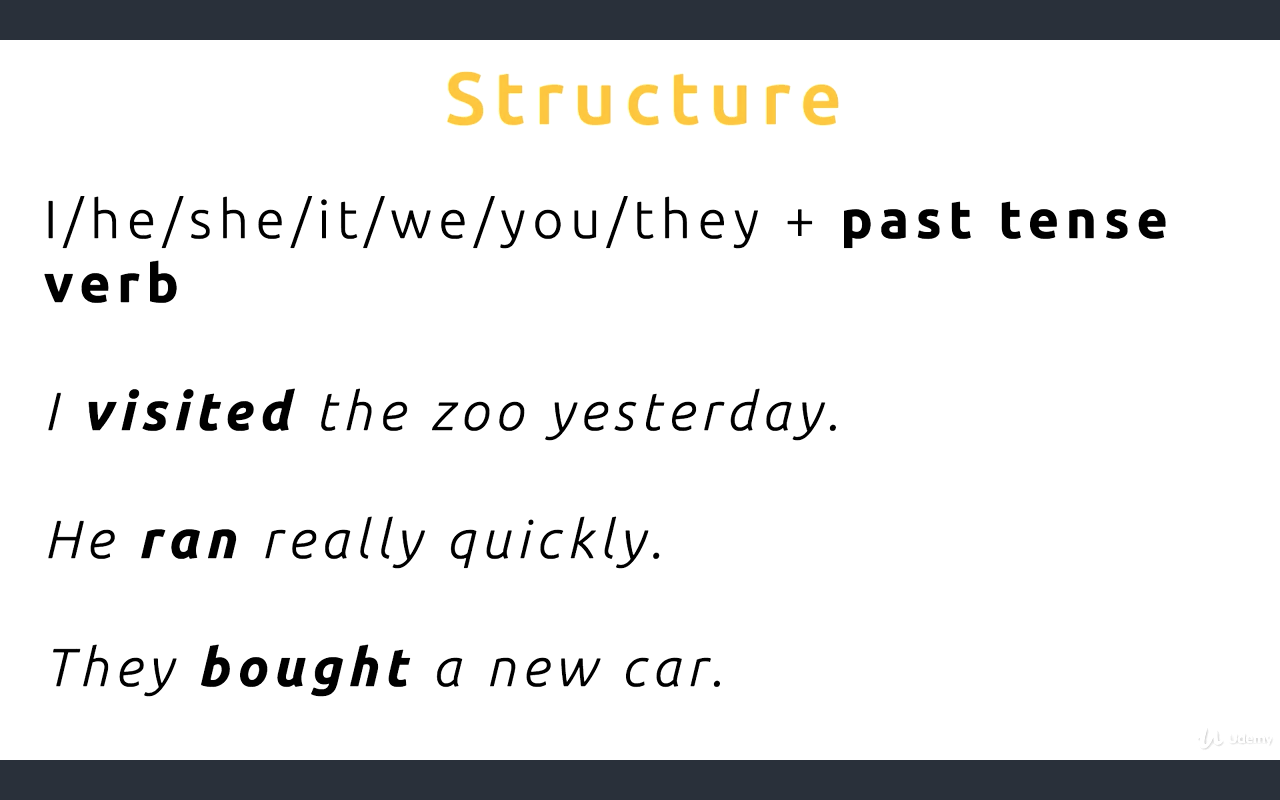 Structure
I/he/she/it/we/you/they + past tense
verb
I visited the zoo yesterday.
He ran really quickly.
They bought a new car.
Udemy